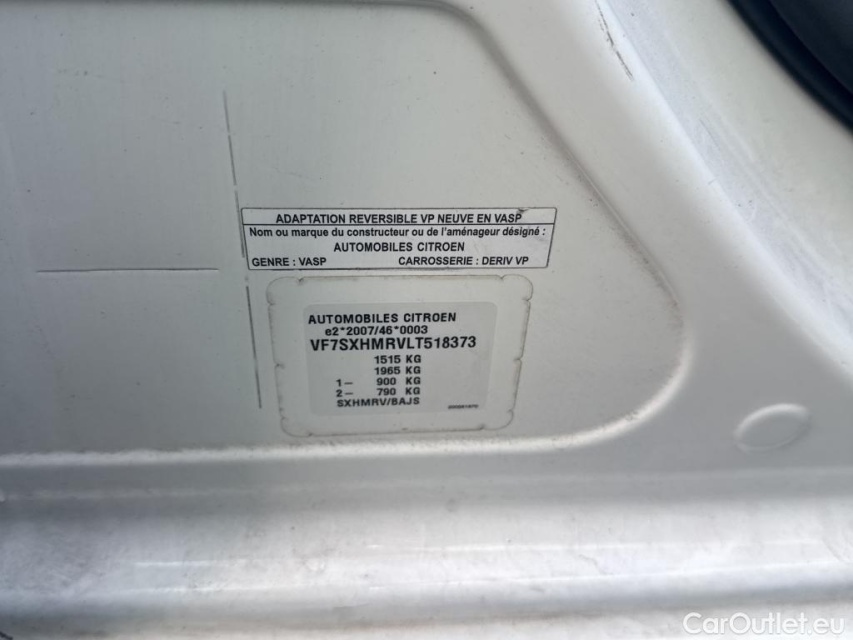 ADAPTATION REVERSIBLE VP NEUVE EN VASP
Nom ou marque du constructeur ou de l'aménageur désigné :
AUTOMOBILES CITROEN
GENRE : VASP CARROSSERIE : DERIV VP
AUTOMOBILES CITROEN
e2*2007/46*0003
VF7SXHMRVLT518373
1515 KG
1965 KG
1— 900 KG
2— 790 KG
SXHMRV/BAJS
CarOutlet.eu